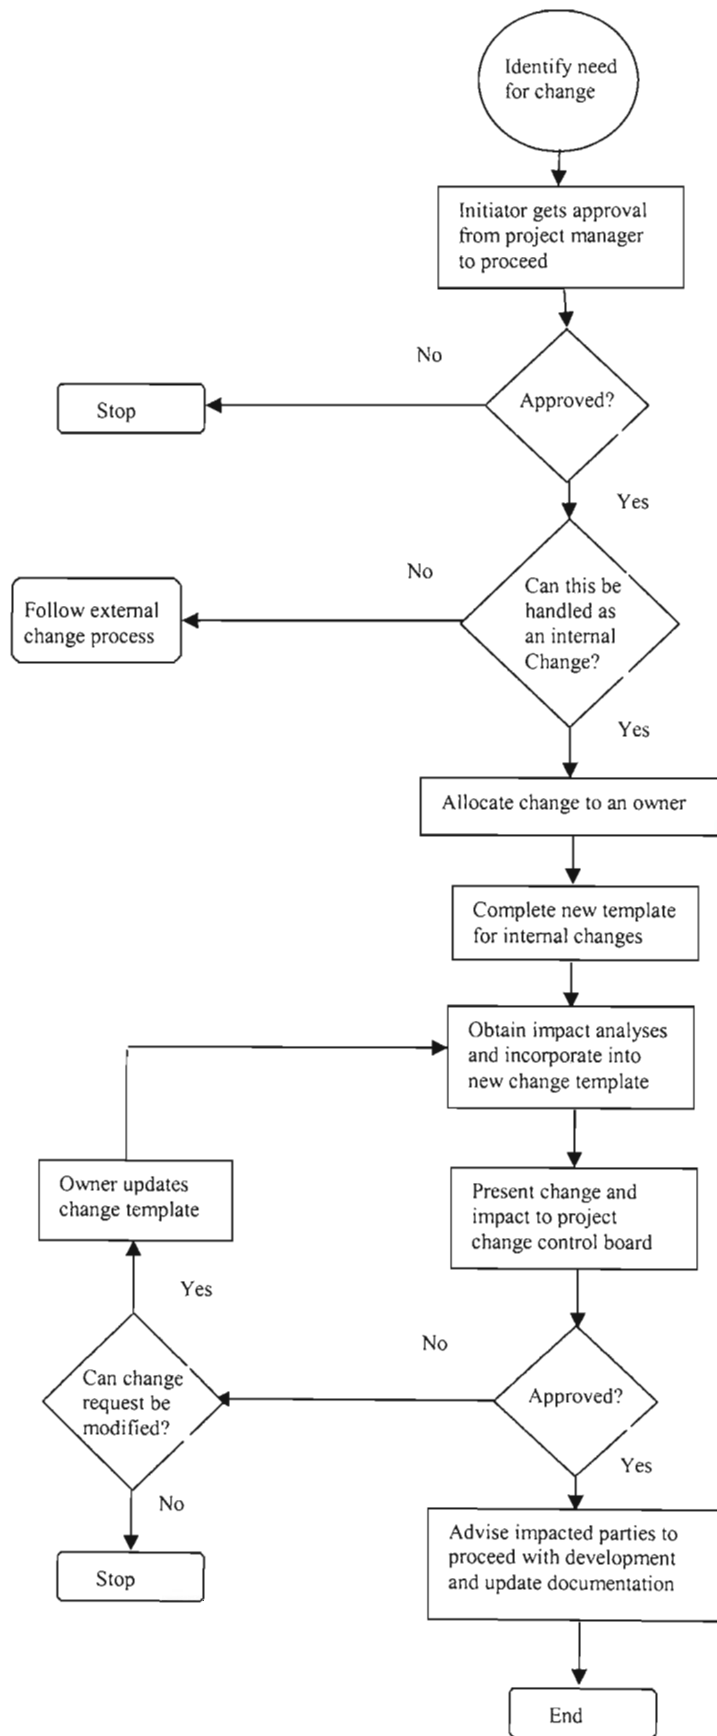 Identify need
for change
Initiator gets approval
from project manager
to proceed
No
Approved?
Stop
Yes
No
Can this be
handled as
an internal
Change?
Follow external
change process
Yes
Allocate change to an owner
Complete new template
for internal changes
Obtain impact analyses
and incorporate into
new change template
Owner updates
change template
Present change and
impact to project
change control board
Yes
No
Can change
request be
modified?
Approved?
Yes
No
Advise impacted parties to
proceed with development
and update documentation
Stop
End